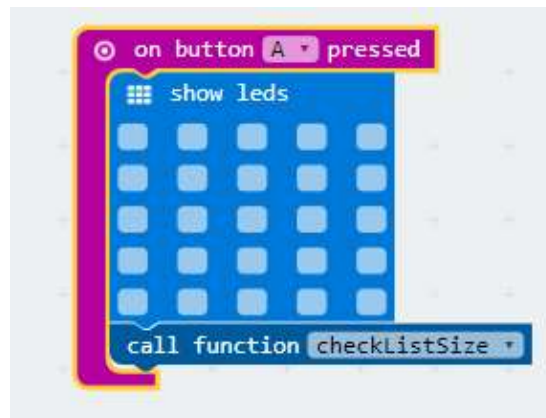 on button A pressed
show leds
call function checkListSize